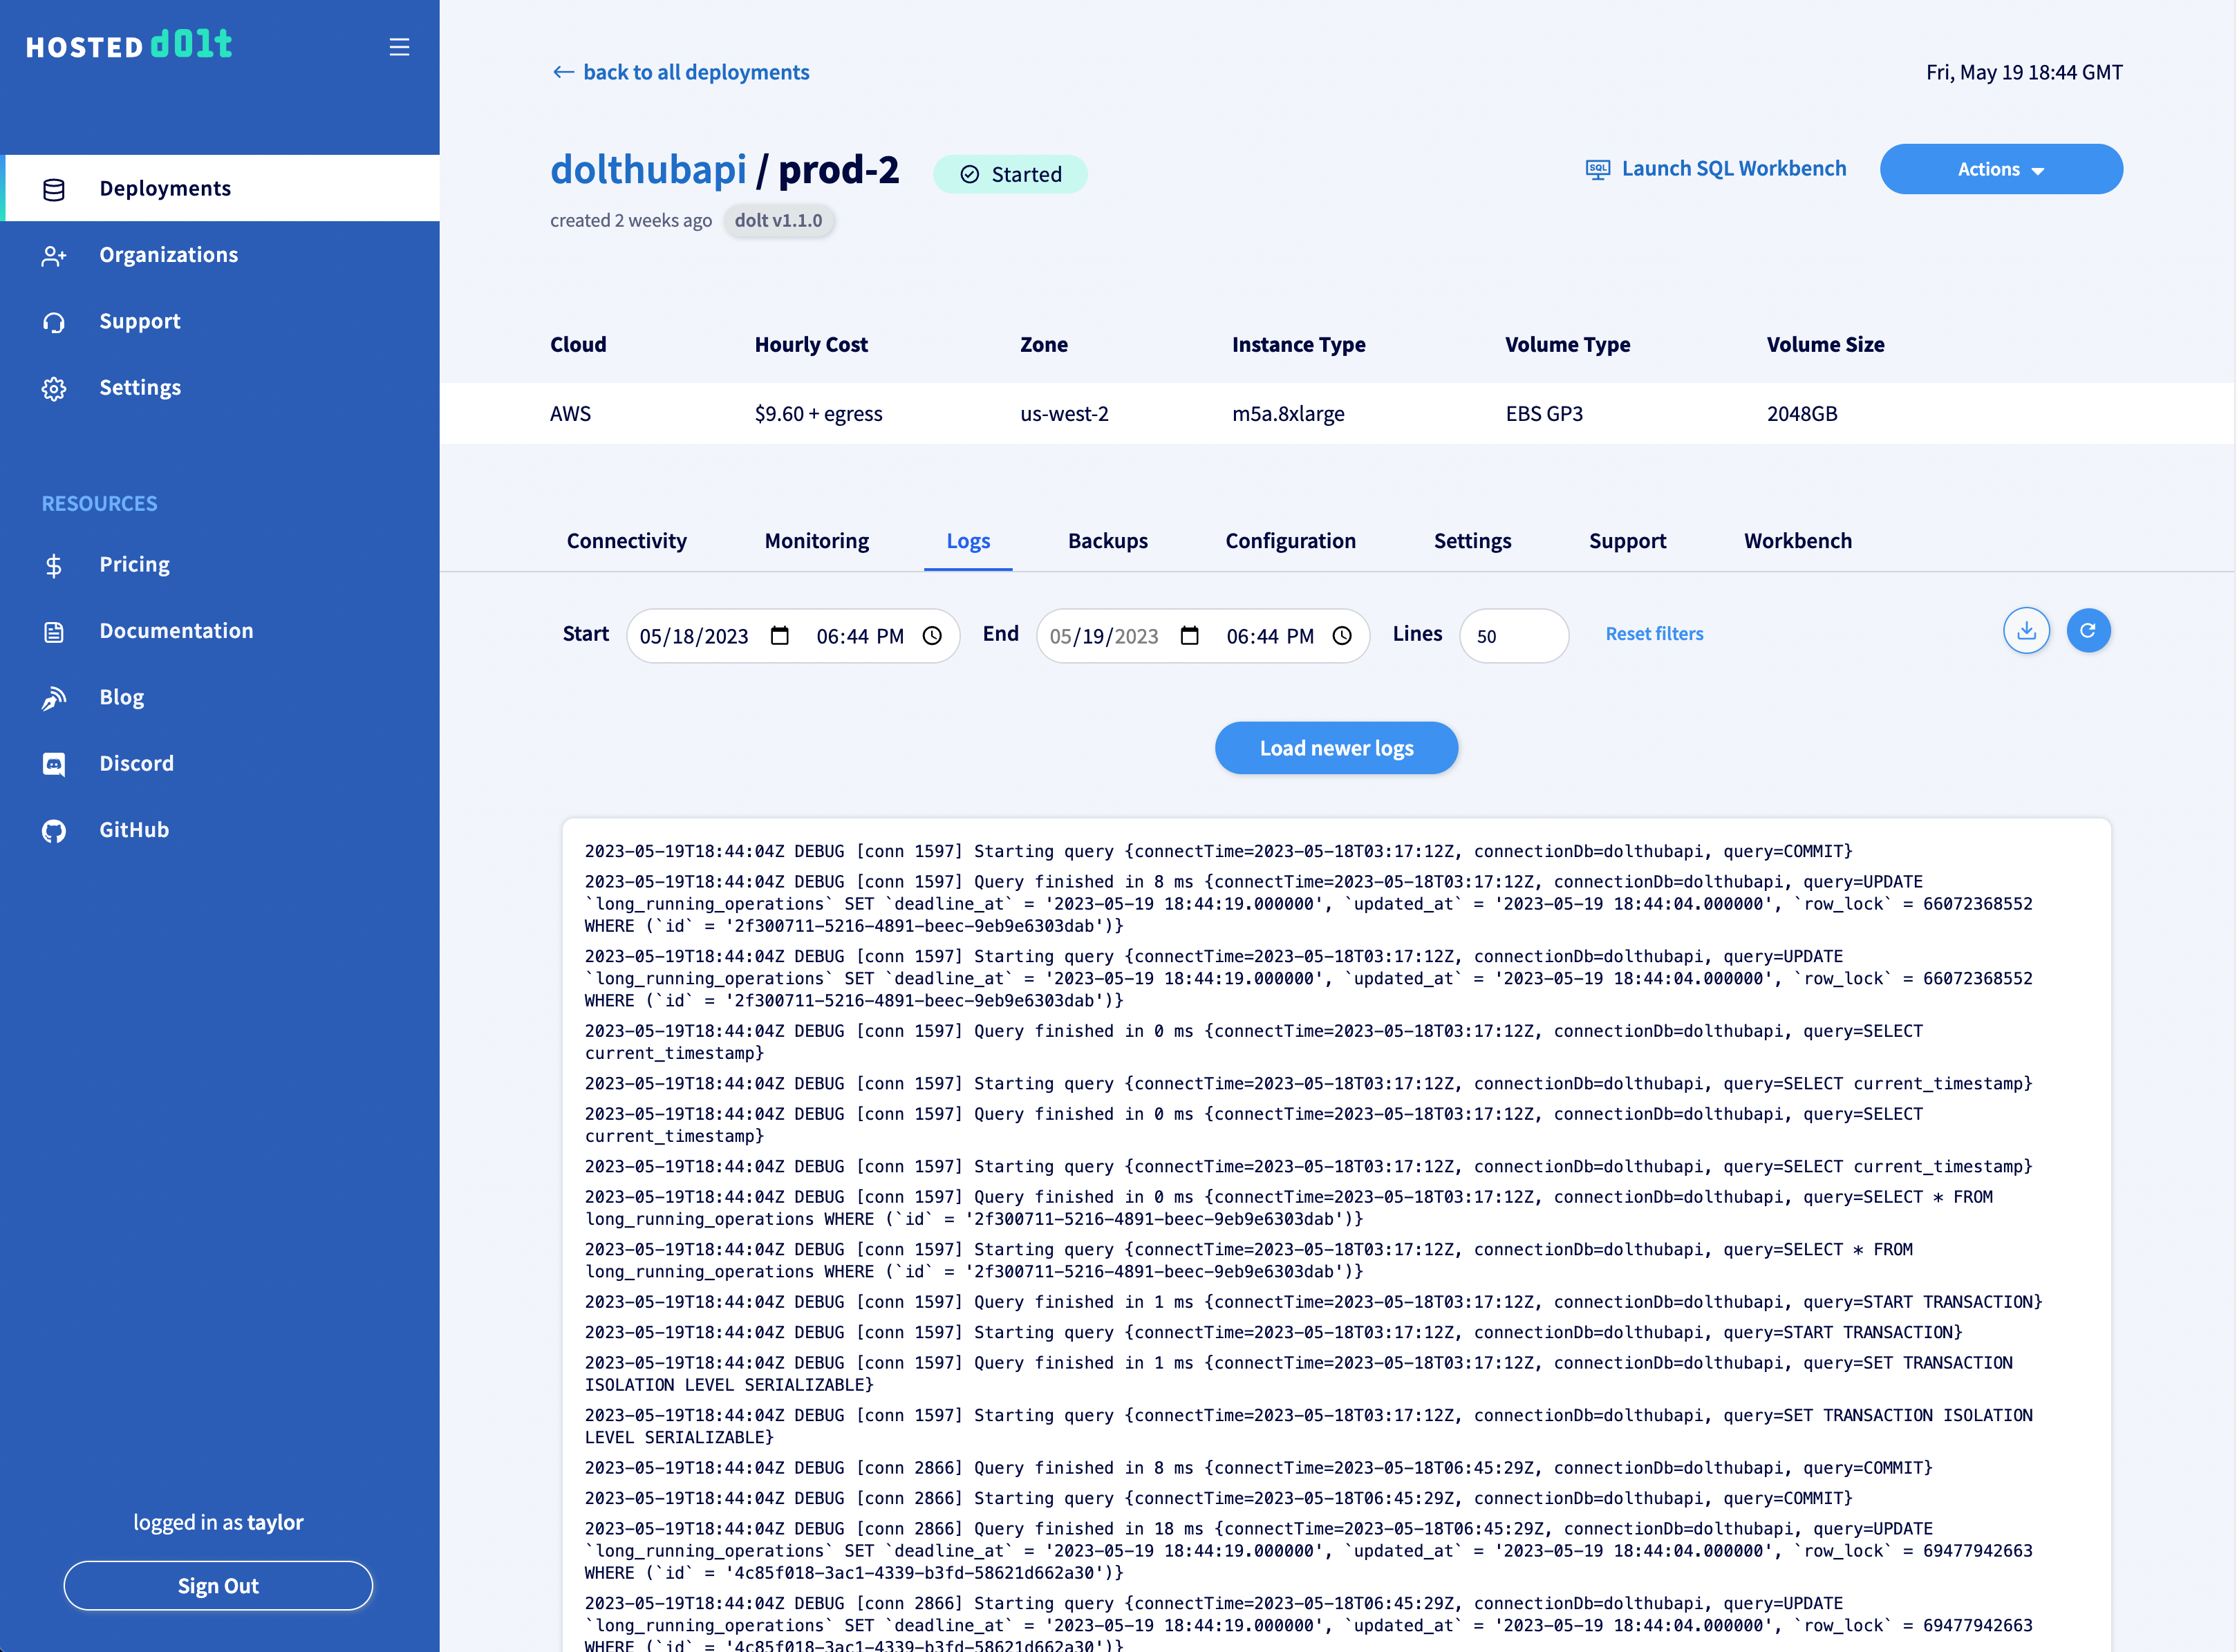 HOSTED dolt
Deployments
Organizations
Support
Settings
RESOURCES
Pricing
Documentation
Blog
Discord
GitHub
logged in as taylor
Sign Out
back to all deployments
Fri, May 19 18:44 GMT
dolthubapi / prod-2
Started
SQL
Launch SQL Workbench
Actions
created 2 weeks ago
dolt v1.1.0
Cloud Hourly Cost Zone Instance Type Volume Type Volume Size
AWS $9.60 + egress us-west-2 m5a.8xlarge EBS GP3 2048GB
Connectivity Monitoring Logs Backups Configuration Settings Support Workbench
Start 05/18/2023 06:44 PM End 05/19/2023 06:44 PM Lines 50 Reset filters
Load newer logs
2023-05-19T18:44:04Z DEBUG [conn 1597] Starting query {connectTime=2023-05-18T03:17:12Z, connectionDb=dolthubapi, query=COMMIT}
2023-05-19T18:44:04Z DEBUG [conn 1597] Query finished in 8 ms {connectTime=2023-05-18T03:17:12Z, connectionDb=dolthubapi, query=UPDATE
`long_running_operations` SET `deadline_at` = '2023-05-19 18:44:19.000000', `updated_at` = '2023-05-19 18:44:04.000000', `row_lock` = 66072368552
WHERE (`id` = '2f300711-5216-4891-beec-9eb9e6303dab')}
2023-05-19T18:44:04Z DEBUG [conn 1597] Starting query {connectTime=2023-05-18T03:17:12Z, connectionDb=dolthubapi, query=UPDATE
`long_running_operations` SET `deadline_at` = '2023-05-19 18:44:19.000000', `updated_at` = '2023-05-19 18:44:04.000000', `row_lock` = 66072368552
WHERE (`id` = '2f300711-5216-4891-beec-9eb9e6303dab')}
2023-05-19T18:44:04Z DEBUG [conn 1597] Query finished in 0 ms {connectTime=2023-05-18T03:17:12Z, connectionDb=dolthubapi, query=SELECT
current_timestamp}
2023-05-19T18:44:04Z DEBUG [conn 1597] Starting query {connectTime=2023-05-18T03:17:12Z, connectionDb=dolthubapi, query=SELECT current_timestamp}
2023-05-19T18:44:04Z DEBUG [conn 1597] Query finished in 0 ms {connectTime=2023-05-18T03:17:12Z, connectionDb=dolthubapi, query=SELECT
current_timestamp}
2023-05-19T18:44:04Z DEBUG [conn 1597] Starting query {connectTime=2023-05-18T03:17:12Z, connectionDb=dolthubapi, query=SELECT current_timestamp}
2023-05-19T18:44:04Z DEBUG [conn 1597] Query finished in 0 ms {connectTime=2023-05-18T03:17:12Z, connectionDb=dolthubapi, query=SELECT * FROM
long_running_operations WHERE (`id` = '2f300711-5216-4891-beec-9eb9e6303dab')}
2023-05-19T18:44:04Z DEBUG [conn 1597] Starting query {connectTime=2023-05-18T03:17:12Z, connectionDb=dolthubapi, query=SELECT * FROM
long_running_operations WHERE (`id` = '2f300711-5216-4891-beec-9eb9e6303dab')}
2023-05-19T18:44:04Z DEBUG [conn 1597] Query finished in 1 ms {connectTime=2023-05-18T03:17:12Z, connectionDb=dolthubapi, query=START TRANSACTION}
2023-05-19T18:44:04Z DEBUG [conn 1597] Starting query {connectTime=2023-05-18T03:17:12Z, connectionDb=dolthubapi, query=START TRANSACTION}
2023-05-19T18:44:04Z DEBUG [conn 1597] Query finished in 1 ms {connectTime=2023-05-18T03:17:12Z, connectionDb=dolthubapi, query=SET TRANSACTION
ISOLATION LEVEL SERIALIZABLE}
2023-05-19T18:44:04Z DEBUG [conn 1597] Starting query {connectTime=2023-05-18T03:17:12Z, connectionDb=dolthubapi, query=SET TRANSACTION ISOLATION
LEVEL SERIALIZABLE}
2023-05-19T18:44:04Z DEBUG [conn 2866] Query finished in 8 ms {connectTime=2023-05-18T06:45:29Z, connectionDb=dolthubapi, query=COMMIT}
2023-05-19T18:44:04Z DEBUG [conn 2866] Starting query {connectTime=2023-05-18T06:45:29Z, connectionDb=dolthubapi, query=COMMIT}
2023-05-19T18:44:04Z DEBUG [conn 2866] Query finished in 18 ms {connectTime=2023-05-18T06:45:29Z, connectionDb=dolthubapi, query=UPDATE
`long_running_operations` SET `deadline_at` = '2023-05-19 18:44:19.000000', `updated_at` = '2023-05-19 18:44:04.000000', `row_lock` = 69477942663
WHERE (`id` = '4c85f018-3ac1-4339-b3fd-58621d662a30')}
2023-05-19T18:44:04Z DEBUG [conn 2866] Starting query {connectTime=2023-05-18T06:45:29Z, connectionDb=dolthubapi, query=UPDATE
`long_running_operations` SET `deadline_at` = '2023-05-19 18:44:19.000000', `updated_at` = '2023-05-19 18:44:04.000000', `row_lock` = 69477942663
WHERE (`id` = '4c85f018-3ac1-4339-b3fd-58621d662a30')}